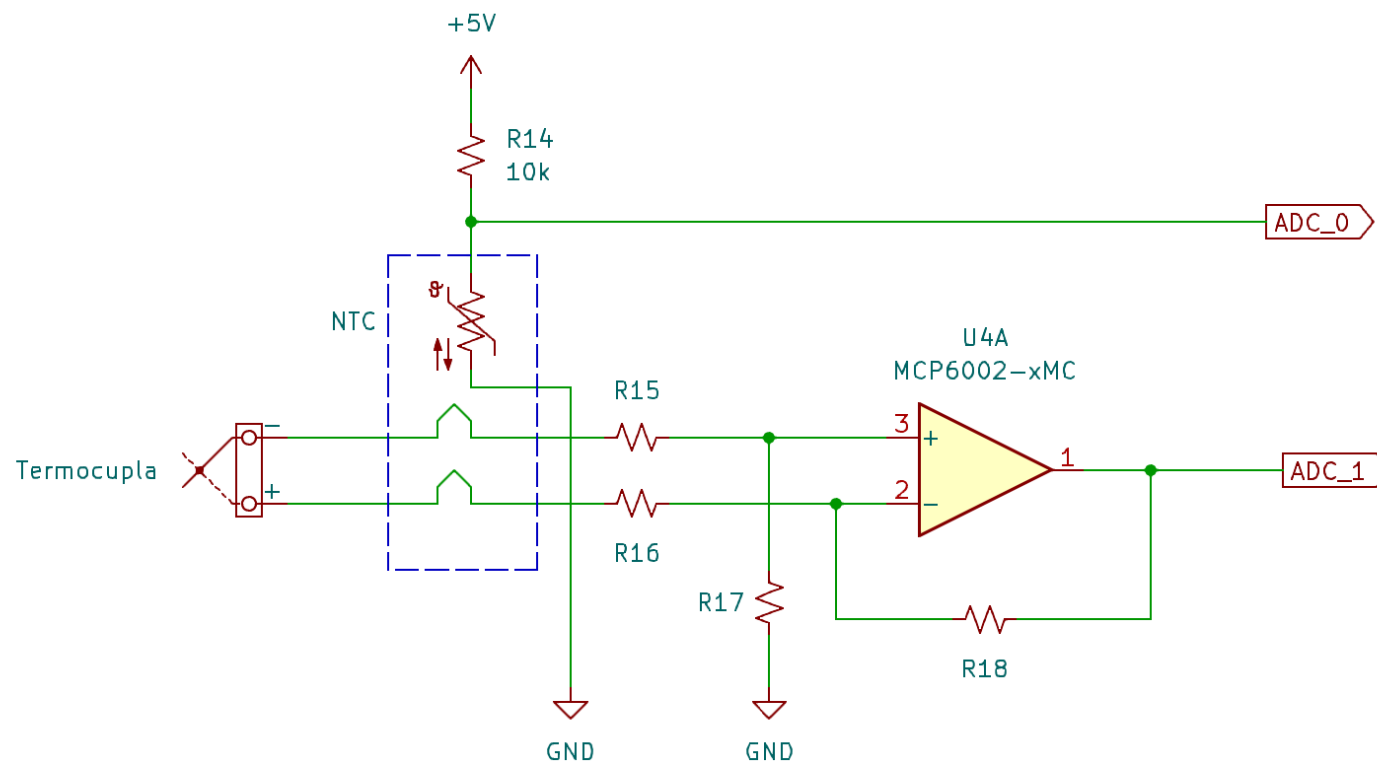 +5V
R14
10k
ADC_0
ϑ
NTC
U4A
MCP6002-xMC
R15
3
+
-
Termocupla
+
1
ADC_1
2
-
R16
R17
R18
GND
GND